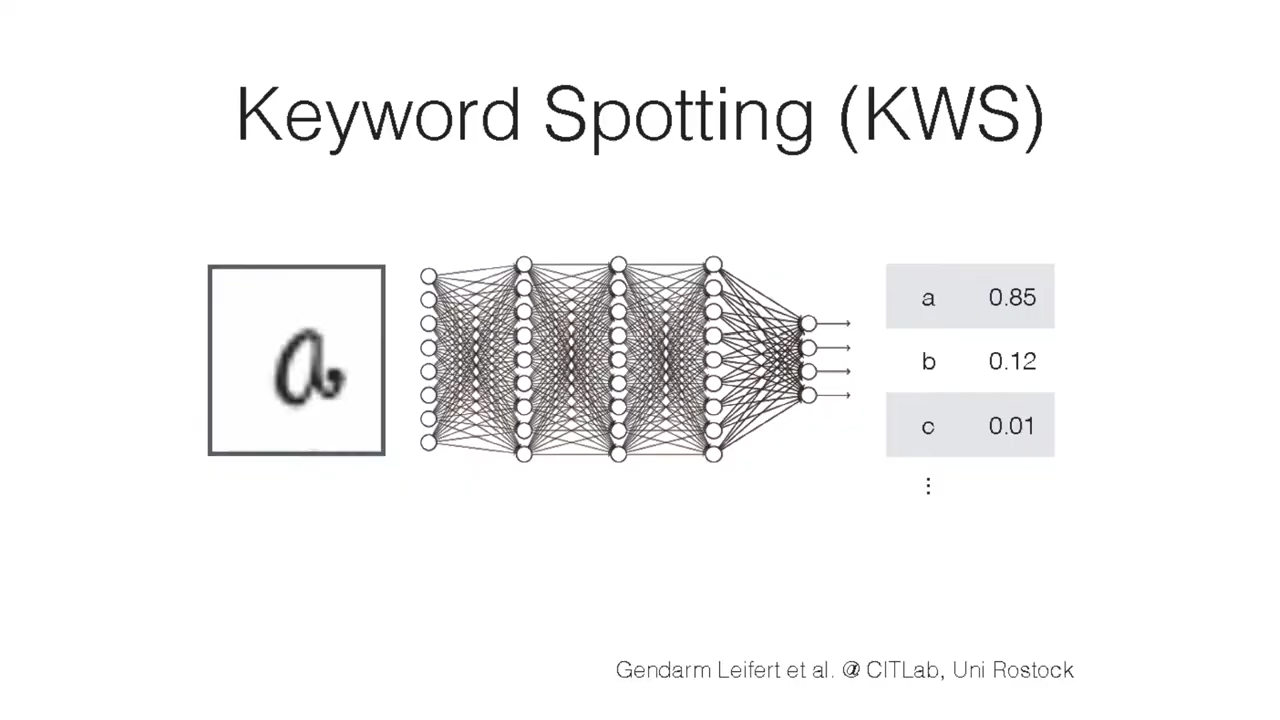 Keyword Spotting (KWS)
a
a 0.85
b 0.12
c 0.01
⋮
Gendarm Leifert et al. @ CITLab, Uni Rostock